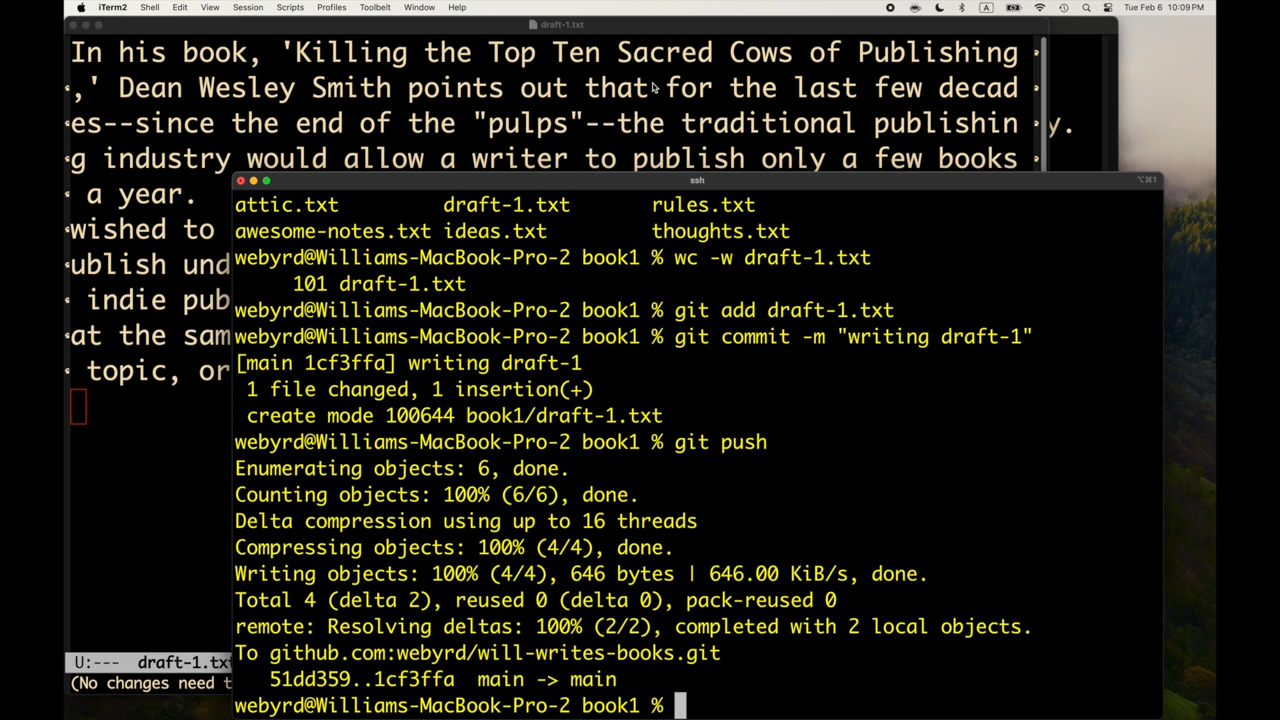 iTerm2 Shell Edit View Session Scripts Profiles Toolbelt Window Help A Tue Feb 6 10:09 PM
draft-1.txt
In his book, 'Killing the Top Ten Sacred Cows of Publishing
,' Dean Wesley Smith points out that for the last few decad
es--since the end of the "pulps"--the traditional publishin y.
g industry would allow a writer to publish only a few books
a year.
wished to
ublish und
indie pub
at the sam
topic, or
U:--- draft-1.tx
(No changes need t
ssh ⌥⌘1
attic.txt draft-1.txt rules.txt
awesome-notes.txt ideas.txt thoughts.txt
webyrd@Williams-MacBook-Pro-2 book1 % wc -w draft-1.txt
101 draft-1.txt
webyrd@Williams-MacBook-Pro-2 book1 % git add draft-1.txt
webyrd@Williams-MacBook-Pro-2 book1 % git commit -m "writing draft-1"
[main 1cf3ffa] writing draft-1
1 file changed, 1 insertion(+)
create mode 100644 book1/draft-1.txt
webyrd@Williams-MacBook-Pro-2 book1 % git push
Enumerating objects: 6, done.
Counting objects: 100% (6/6), done.
Delta compression using up to 16 threads
Compressing objects: 100% (4/4), done.
Writing objects: 100% (4/4), 646 bytes | 646.00 KiB/s, done.
Total 4 (delta 2), reused 0 (delta 0), pack-reused 0
remote: Resolving deltas: 100% (2/2), completed with 2 local objects.
To github.com:webyrd/will-writes-books.git
51dd359..1cf3ffa main -> main
webyrd@Williams-MacBook-Pro-2 book1 %